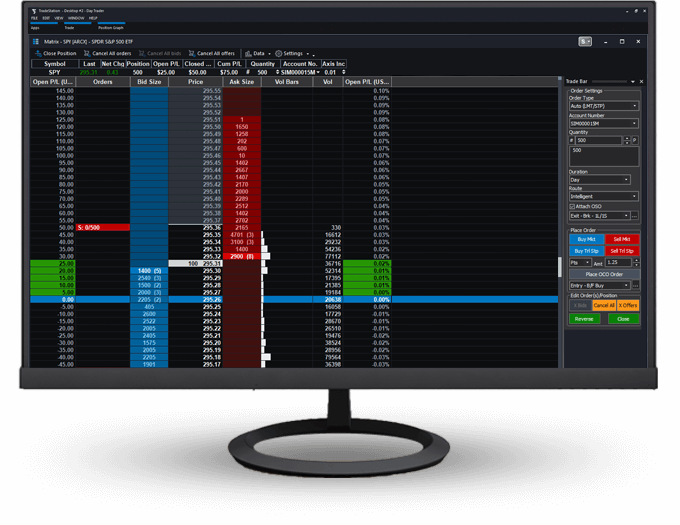 TradeStation - Desktop #2 - Day Trader
FILE EDIT VIEW WINDOW HELP
Apps Trade Position Graph
Matrix - SPY [ARCX] - SPDR S&P 500 ETF
Close Position Cancel All orders Cancel All bids Cancel All offers Data Settings
Symbol Last Net Chg Position Open P/L Closed ... Cum P/L Quantity Account No. Axis Inc
SPY 295.31 0.43 500 $25.00 $50.00 $75.00 # 500 SIM000015M 0.01
Open P/L (U... Orders Bid Size Price Ask Size Vol Bars Vol Open P/L (US...
145.00 295.55 0.10%
140.00 295.54 0.09%
135.00 295.53 0.09%
130.00 295.52 0.09%
125.00 295.51 1 0.08%
120.00 295.50 1650 0.08%
115.00 295.49 1258 0.08%
110.00 295.48 202 0.07%
105.00 295.47 600 0.07%
100.00 295.46 10 0.07%
95.00 295.45 1402 0.06%
90.00 295.44 2667 0.06%
85.00 295.43 1407 0.06%
80.00 295.42 2170 0.05%
75.00 295.41 2000 0.05%
70.00 295.40 2289 0.05%
65.00 295.39 2512 0.04%
60.00 295.38 1402 0.04%
55.00 295.37 2702 0.04%
50.00 S: 0/500 295.36 2165 330 0.03%
45.00 295.35 4701 (3) 16612 0.03%
40.00 295.34 3100 (3) 29232 0.03%
35.00 295.33 1400 54236 0.02%
30.00 295.32 2900 (8) 77112 0.02%
25.00 100 295.31 36716 0.02%
20.00 1400 (5) 295.30 52314 0.01%
15.00 2540 (3) 295.29 17395 0.01%
10.00 1500 (2) 295.28 21385 0.01%
5.00 2000 (3) 295.27 19184 0.00%
0.00 2205 (2) 295.26 20638 0.00%
-5.00 405 295.25 16058 -0.00%
-10.00 2600 295.24 17729 -0.01%
-15.00 2522 295.23 28670 -0.01%
-20.00 2005 295.22 26510 -0.01%
-25.00 2405 295.21 19476 -0.02%
-30.00 1575 295.20 38524 -0.02%
-35.00 2005 295.19 28956 -0.02%
-40.00 2205 295.18 79564 -0.03%
-45.00 1901 295.17 36398 -0.03%
Trade Bar
Order Settings
Order Type
Auto (LMT/STP)
Account Number
SIM000015M
Quantity
# 500 P
500
Duration
Day
Route
Intelligent
Attach OSO
Exit - Brk - 1L/1S
Place Order
Buy Mkt Sell Mkt
Buy Trl Stp Sell Trl Stp
Pts Amt 1.25
Place OCO Order
Entry - B/F Buy
Edit Order(s)/Position
X Bids Cancel All X Offers
Reverse Close